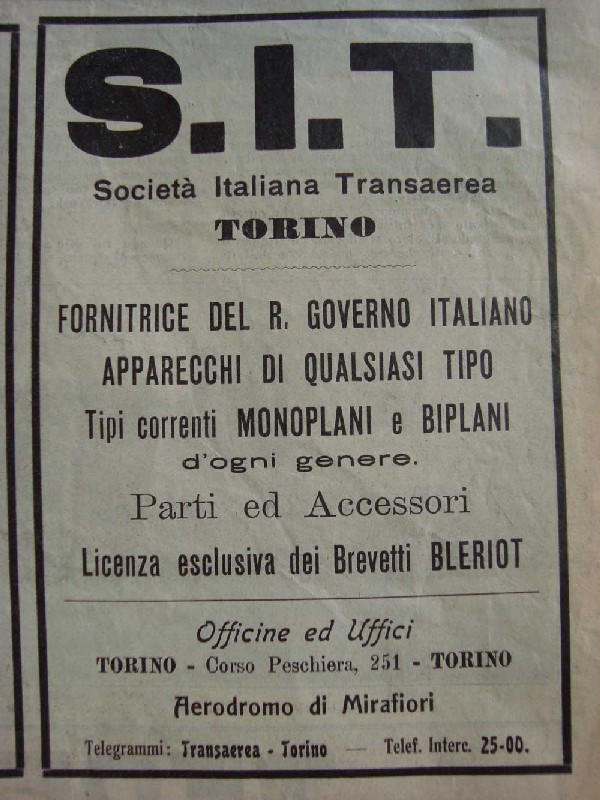 S.I.T.
Società Italiana Transaerea
TORINO
FORNITRICE DEL R. GOVERNO ITALIANO
APPARECCHI DI QUALSIASI TIPO
Tipi correnti MONOPLANI e BIPLANI
d'ogni genere.
Parti ed Accessori
Licenza esclusiva dei Brevetti BLERIOT
Officine ed Uffici
TORINO - Corso Peschiera, 251 - TORINO
Aerodromo di Mirafiori
Telegrammi: Transaerea - Torino — Telef. Interc. 25-00.